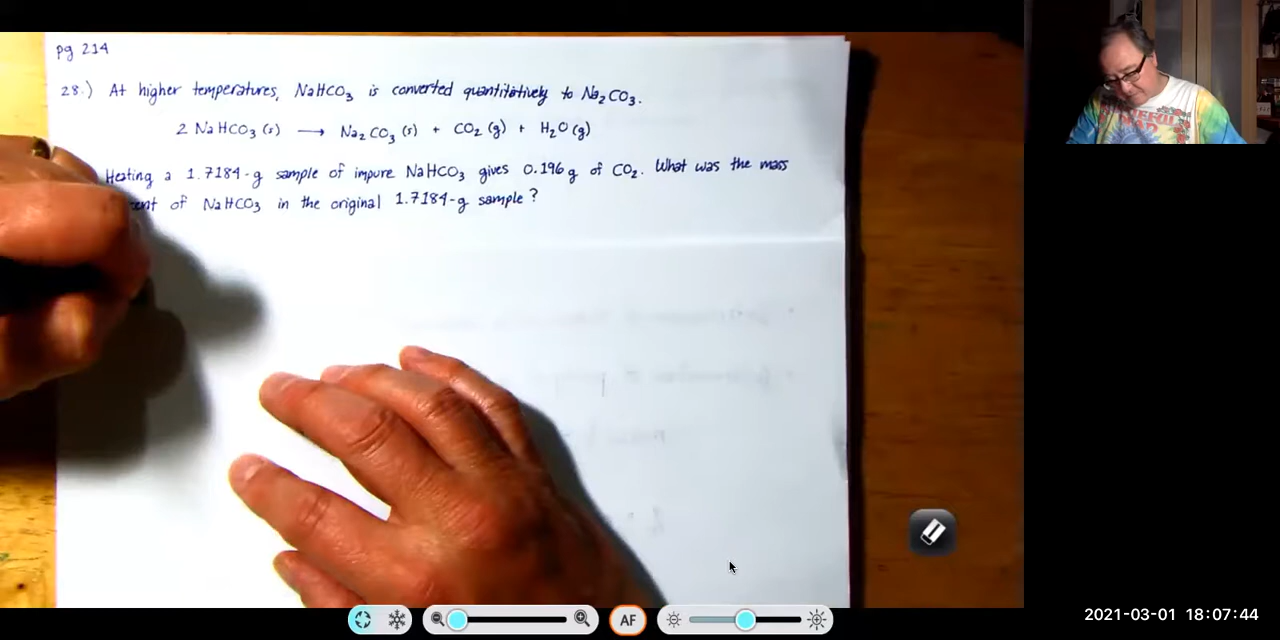 pg 214
28.) At higher temperatures, NaHCO₃ is converted quantitatively to Na₂CO₃.
2 NaHCO₃ (s) ⟶ Na₂CO₃ (s) + CO₂ (g) + H₂O (g)
Heating a 1.7184-g sample of impure NaHCO₃ gives 0.196 g of CO₂. What was the mass
of NaHCO₃ in the original 1.7184-g sample?
AF
2021-03-01 18:07:44